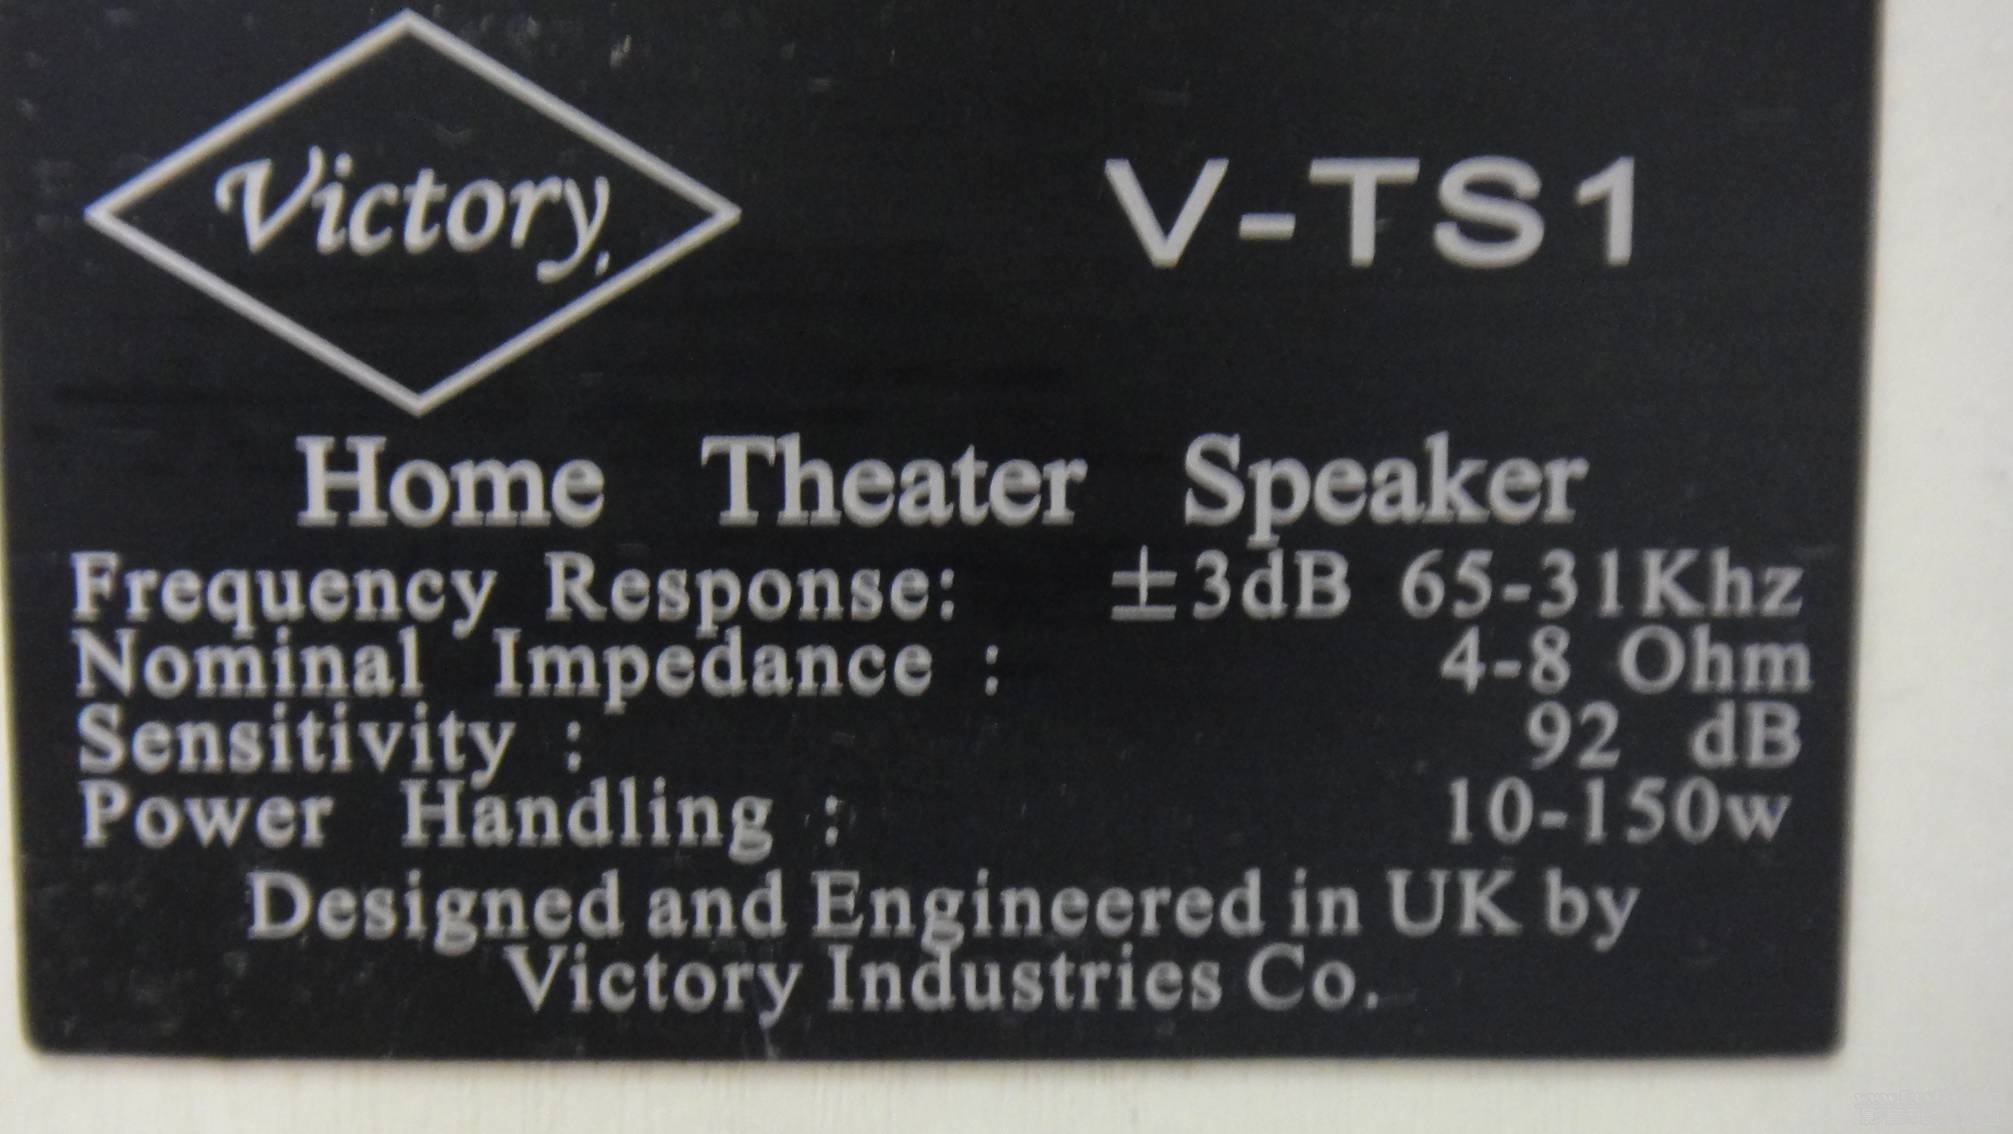 Victory,
V-TS1
Home Theater Speaker
Frequency Response: ±3dB 65-31Khz
Nominal Impedance : 4-8 Ohm
Sensitivity : 92 dB
Power Handling : 10-150w
Designed and Engineered in UK by
Victory Industries Co.